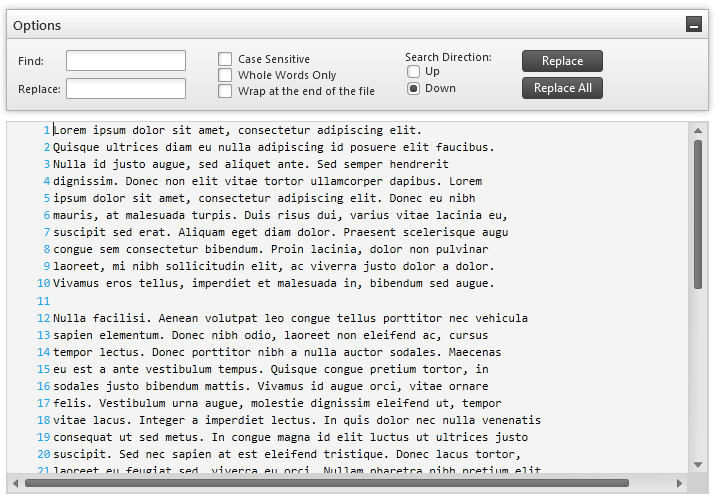 Options
Find:
Replace:
Case Sensitive
Whole Words Only
Wrap at the end of the file
Search Direction:
Up
Down
Replace
Replace All
1 Lorem ipsum dolor sit amet, consectetur adipiscing elit.
2 Quisque ultrices diam eu nulla adipiscing id posuere elit faucibus.
3 Nulla id justo augue, sed aliquet ante. Sed semper hendrerit
4 dignissim. Donec non elit vitae tortor ullamcorper dapibus. Lorem
5 ipsum dolor sit amet, consectetur adipiscing elit. Donec eu nibh
6 mauris, at malesuada turpis. Duis risus dui, varius vitae lacinia eu,
7 suscipit sed erat. Aliquam eget diam dolor. Praesent scelerisque augu
8 congue sem consectetur bibendum. Proin lacinia, dolor non pulvinar
9 laoreet, mi nibh sollicitudin elit, ac viverra justo dolor a dolor.
10 Vivamus eros tellus, imperdiet et malesuada in, bibendum sed augue.
11
12 Nulla facilisi. Aenean volutpat leo congue tellus porttitor nec vehicula
13 sapien elementum. Donec nibh odio, laoreet non eleifend ac, cursus
14 tempor lectus. Donec porttitor nibh a nulla auctor sodales. Maecenas
15 eu est a ante vestibulum tempus. Quisque congue pretium tortor, in
16 sodales justo bibendum mattis. Vivamus id augue orci, vitae ornare
17 felis. Vestibulum urna augue, molestie dignissim eleifend ut, tempor
18 vitae lacus. Integer a imperdiet lectus. In quis dolor nec nulla venenatis
19 consequat ut sed metus. In congue magna id elit luctus ut ultrices justo
20 suscipit. Sed nec sapien at est eleifend tristique. Donec lacus tortor,
21 laoreet eu feugiat sed, viverra eu orci. Nullam pharetra nibh pretium elit